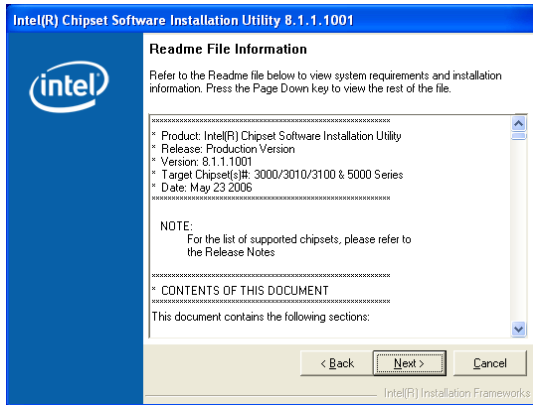 Intel(R) Chipset Software Installation Utility 8.1.1.1001
intel
Readme File Information
Refer to the Readme file below to view system requirements and installation
information. Press the Page Down key to view the rest of the file.
************************************************************
* Product: Intel(R) Chipset Software Installation Utility
* Release: Production Version
* Version: 8.1.1.1001
* Target Chipset(s)#: 3000/3010/3100 & 5000 Series
* Date: May 23 2006
************************************************************
NOTE:
For the list of supported chipsets, please refer to
the Release Notes
************************************************************
* CONTENTS OF THIS DOCUMENT
************************************************************
This document contains the following sections:
< Back
Next >
Cancel
Intel(R) Installation Frameworks